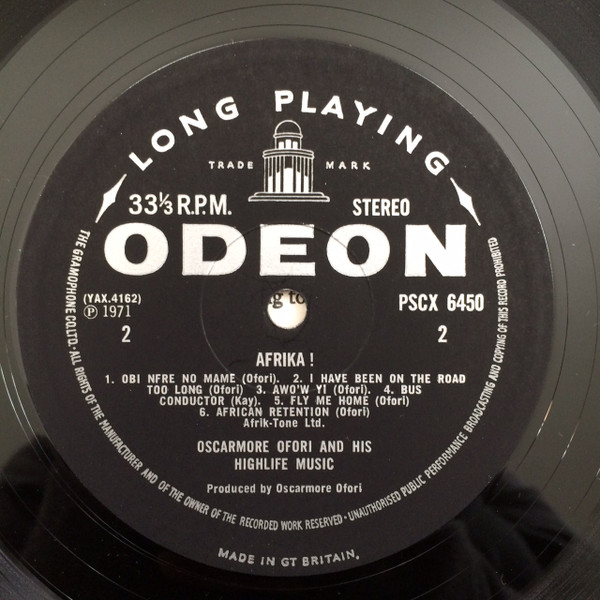 LONG PLAYING
TRADE MARK
33⅓ R.P.M. STEREO
ODEON
(YAX.4162) PSCX 6450
Ⓟ 1971
2 2
AFRIKA !
1. OBI NFRE NO MAME (Ofori). 2. I HAVE BEEN ON THE ROAD
TOO LONG (Ofori) 3. AWO'W YI (Ofori). 4. BUS
CONDUCTOR (Kay). 5. FLY ME HOME (Ofori)
6. AFRICAN RETENTION (Ofori)
Afrik-Tone Ltd.
OSCARMORE OFORI AND HIS
HIGHLIFE MUSIC
Produced by Oscarmore Ofori
THE GRAMOPHONE CO. LTD. · ALL RIGHTS OF THE MANUFACTURER AND OF THE OWNER OF THE RECORDED WORK RESERVED · UNAUTHORISED PUBLIC PERFORMANCE BROADCASTING AND COPYING OF THIS RECORD PROHIBITED
MADE IN GT BRITAIN.